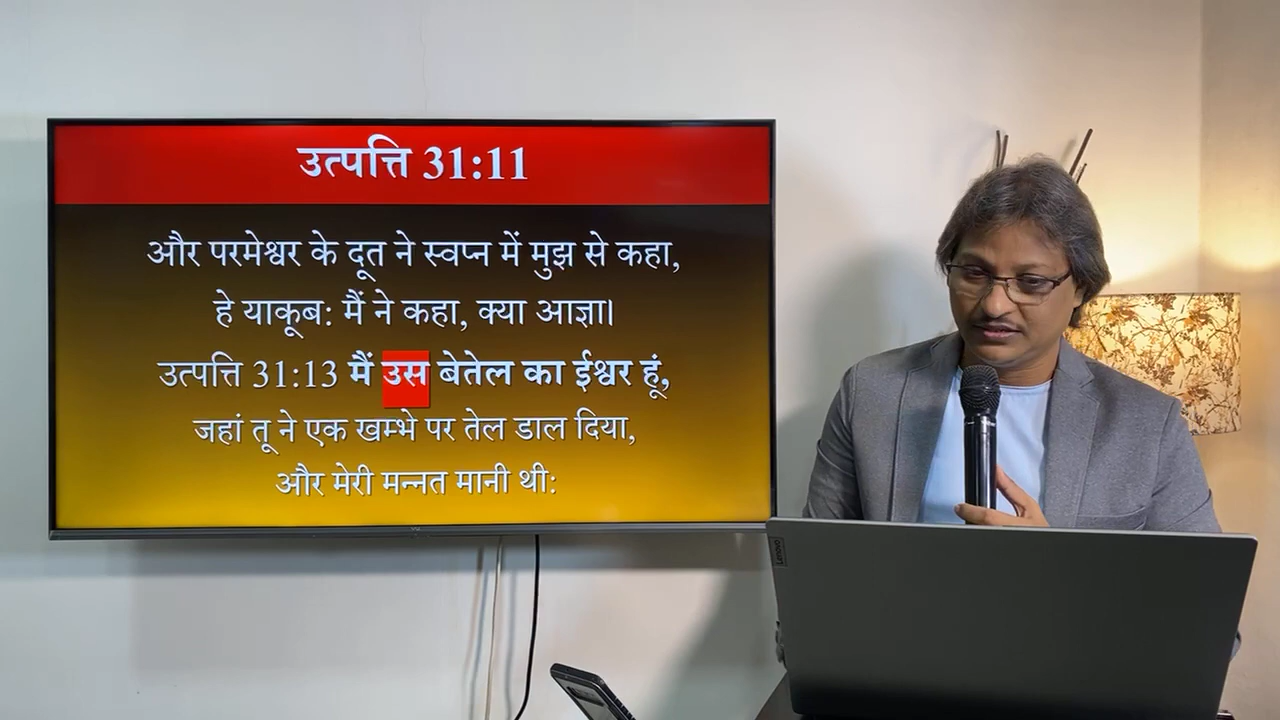 उत्पत्ति 31:11
और परमेश्वर के दूत ने स्वप्न में मुझ से कहा,
हे याकूब: मैं ने कहा, क्या आज्ञा।
उत्पत्ति 31:13 मैं उस बेतेल का ईश्वर हूं,
जहां तू ने एक खम्भे पर तेल डाल दिया,
और मेरी मन्नत मानी थी:
Lenovo